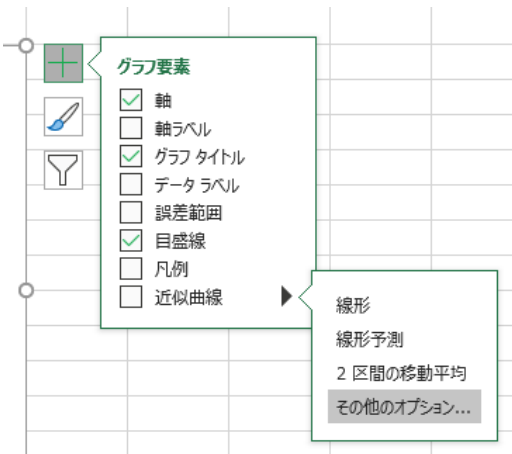 グラフ要素
軸
軸ラベル
グラフ タイトル
データ ラベル
誤差範囲
目盛線
凡例
近似曲線
線形
線形予測
2 区間の移動平均
その他のオプション...